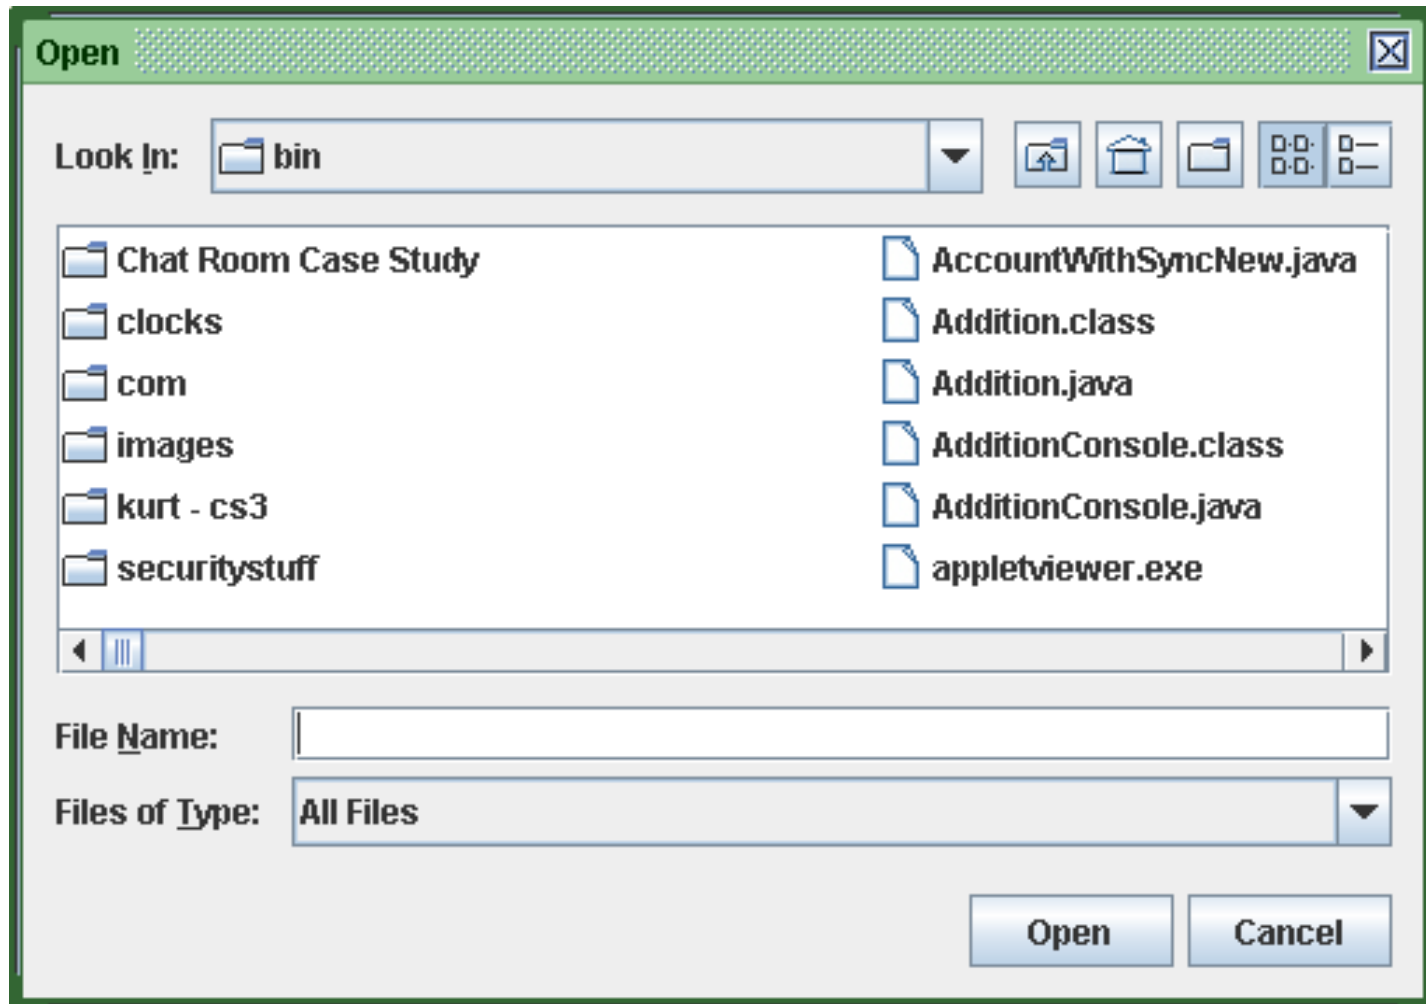 Open
Look In: bin
Chat Room Case Study
clocks
com
images
kurt - cs3
securitystuff
AccountWithSyncNew.java
Addition.class
Addition.java
AdditionConsole.class
AdditionConsole.java
appletviewer.exe
File Name:
Files of Type: All Files
Open Cancel